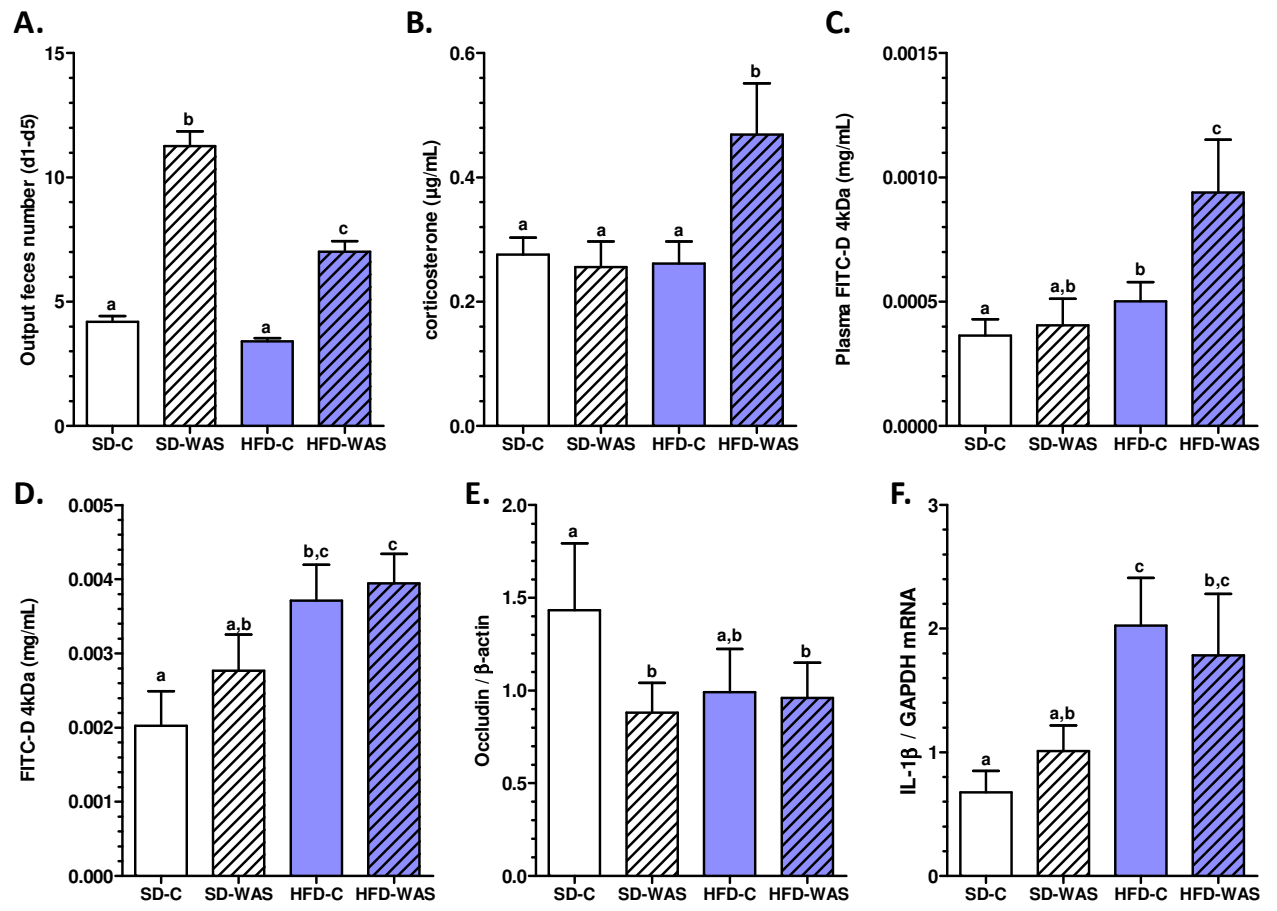 A.
Output feces number (d1-d5)
15
10
5
0
a
b
a
c
SD-C SD-WAS HFD-C HFD-WAS
B.
corticosterone (µg/mL)
0.6
0.4
0.2
0.0
a
a
a
b
SD-C SD-WAS HFD-C HFD-WAS
C.
Plasma FITC-D 4kDa (mg/mL)
0.0015
0.0010
0.0005
0.0000
a
a,b
b
c
SD-C SD-WAS HFD-C HFD-WAS
D.
FITC-D 4kDa (mg/mL)
0.005
0.004
0.003
0.002
0.001
0.000
a
a,b
b,c
c
SD-C SD-WAS HFD-C HFD-WAS
E.
Occludin / β-actin
2.0
1.5
1.0
0.5
0.0
a
b
a,b
b
SD-C SD-WAS HFD-C HFD-WAS
F.
IL-1β / GAPDH mRNA
3
2
1
0
a
a,b
c
b,c
SD-C SD-WAS HFD-C HFD-WAS